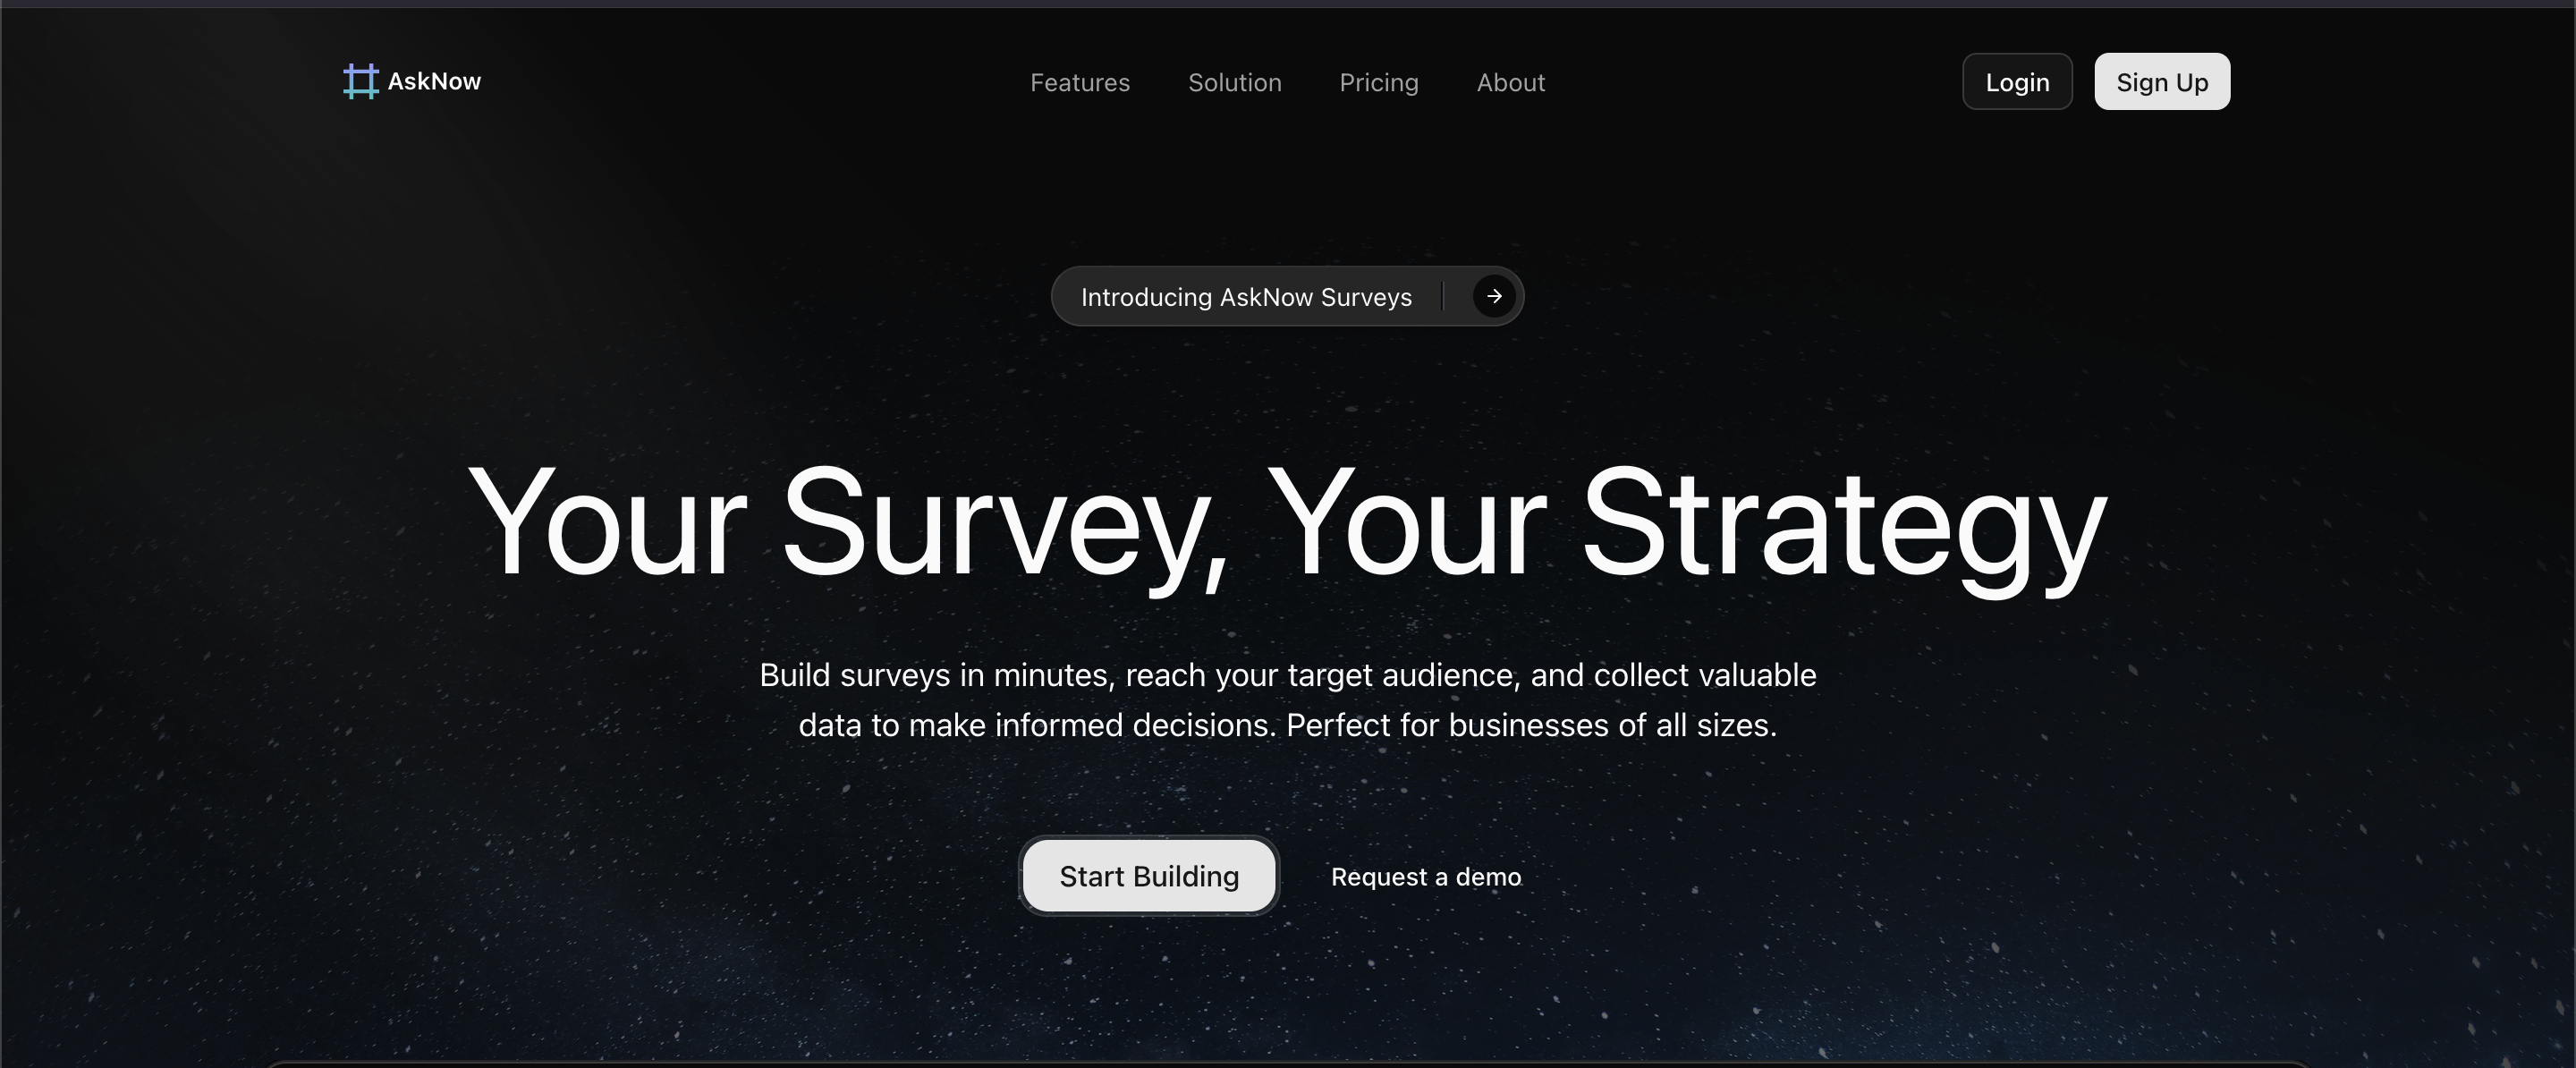 AskNow
Features
Solution
Pricing
About
Login
Sign Up
Introducing AskNow Surveys
Your Survey, Your Strategy
Build surveys in minutes, reach your target audience, and collect valuable
data to make informed decisions. Perfect for businesses of all sizes.
Start Building
Request a demo